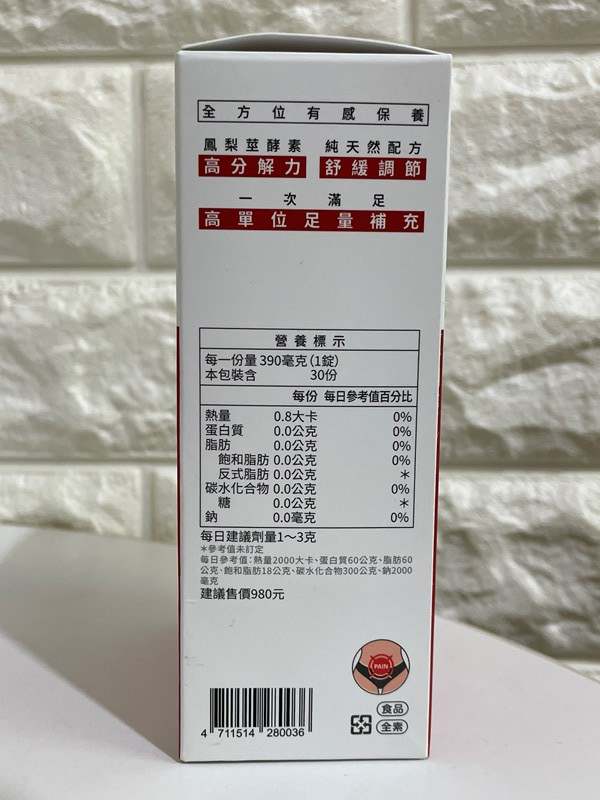 全方位有感保養
鳳梨莖酵素 純天然配方
高分解力 舒緩調節
一次滿足
高單位足量補充
營養標示
每一份量 390毫克(1錠)
本包裝含 30份
每份 每日參考值百分比
熱量 0.8大卡 0%
蛋白質 0.0公克 0%
脂肪 0.0公克 0%
飽和脂肪 0.0公克 0%
反式脂肪 0.0公克 *
碳水化合物 0.0公克 0%
糖 0.0公克 *
鈉 0.0毫克 0%
每日建議劑量1～3克
*參考值未訂定
每日參考值:熱量2000大卡、蛋白質60公克、脂肪60
公克、飽和脂肪18公克、碳水化合物300公克、鈉2000
毫克
建議售價980元
PAIN
食品
全素
4 711514 280036